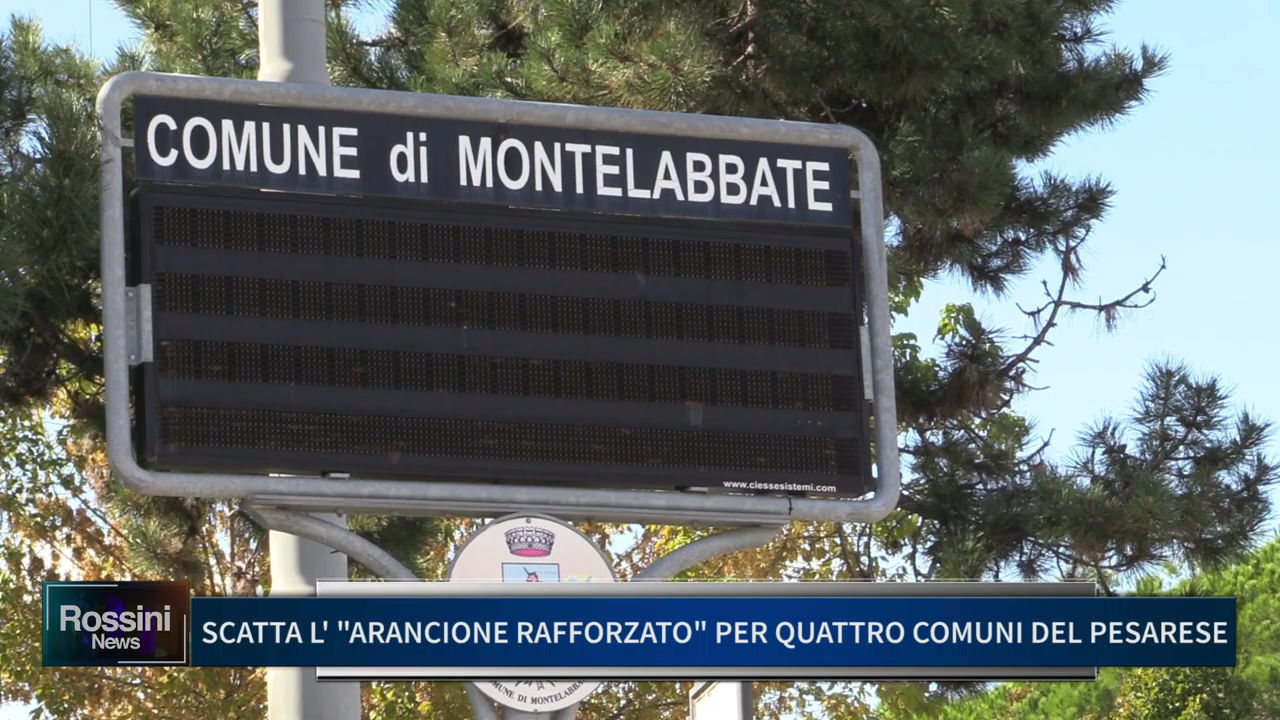 COMUNE di MONTELABBATE
www.ciessesistemi.com
Rossini
News
SCATTA L' "ARANCIONE RAFFORZATO" PER QUATTRO COMUNI DEL PESARESE
COMUNE DI MONTELABBATE